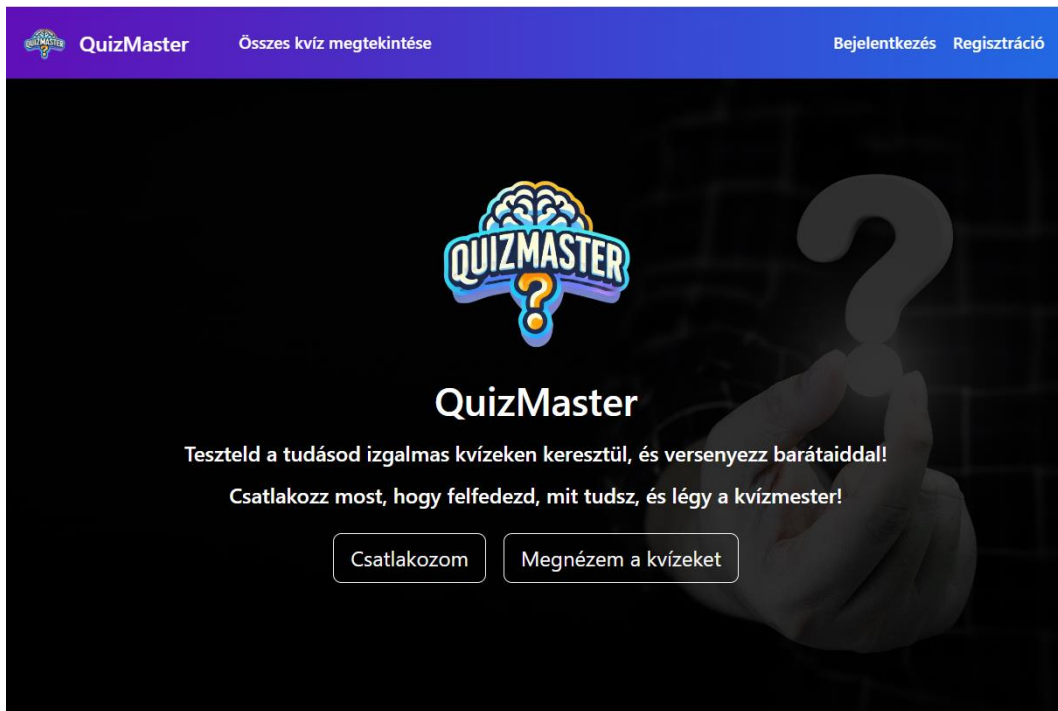 QUIZMASTER
QuizMaster
Összes kvíz megtekintése
Bejelentkezés
Regisztráció
QUIZMASTER
?
QuizMaster
Teszteld a tudásod izgalmas kvízeken keresztül, és versenyezz barátaiddal!
Csatlakozz most, hogy felfedezd, mit tudsz, és légy a kvízmester!
Csatlakozom
Megnézem a kvízeket